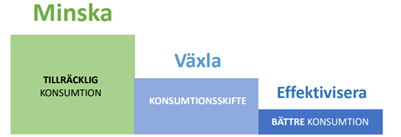 Minska
TILLRÄCKLIG
KONSUMTION
Växla
KONSUMTIONSSKIFTE
Effektivisera
BÄTTRE KONSUMTION